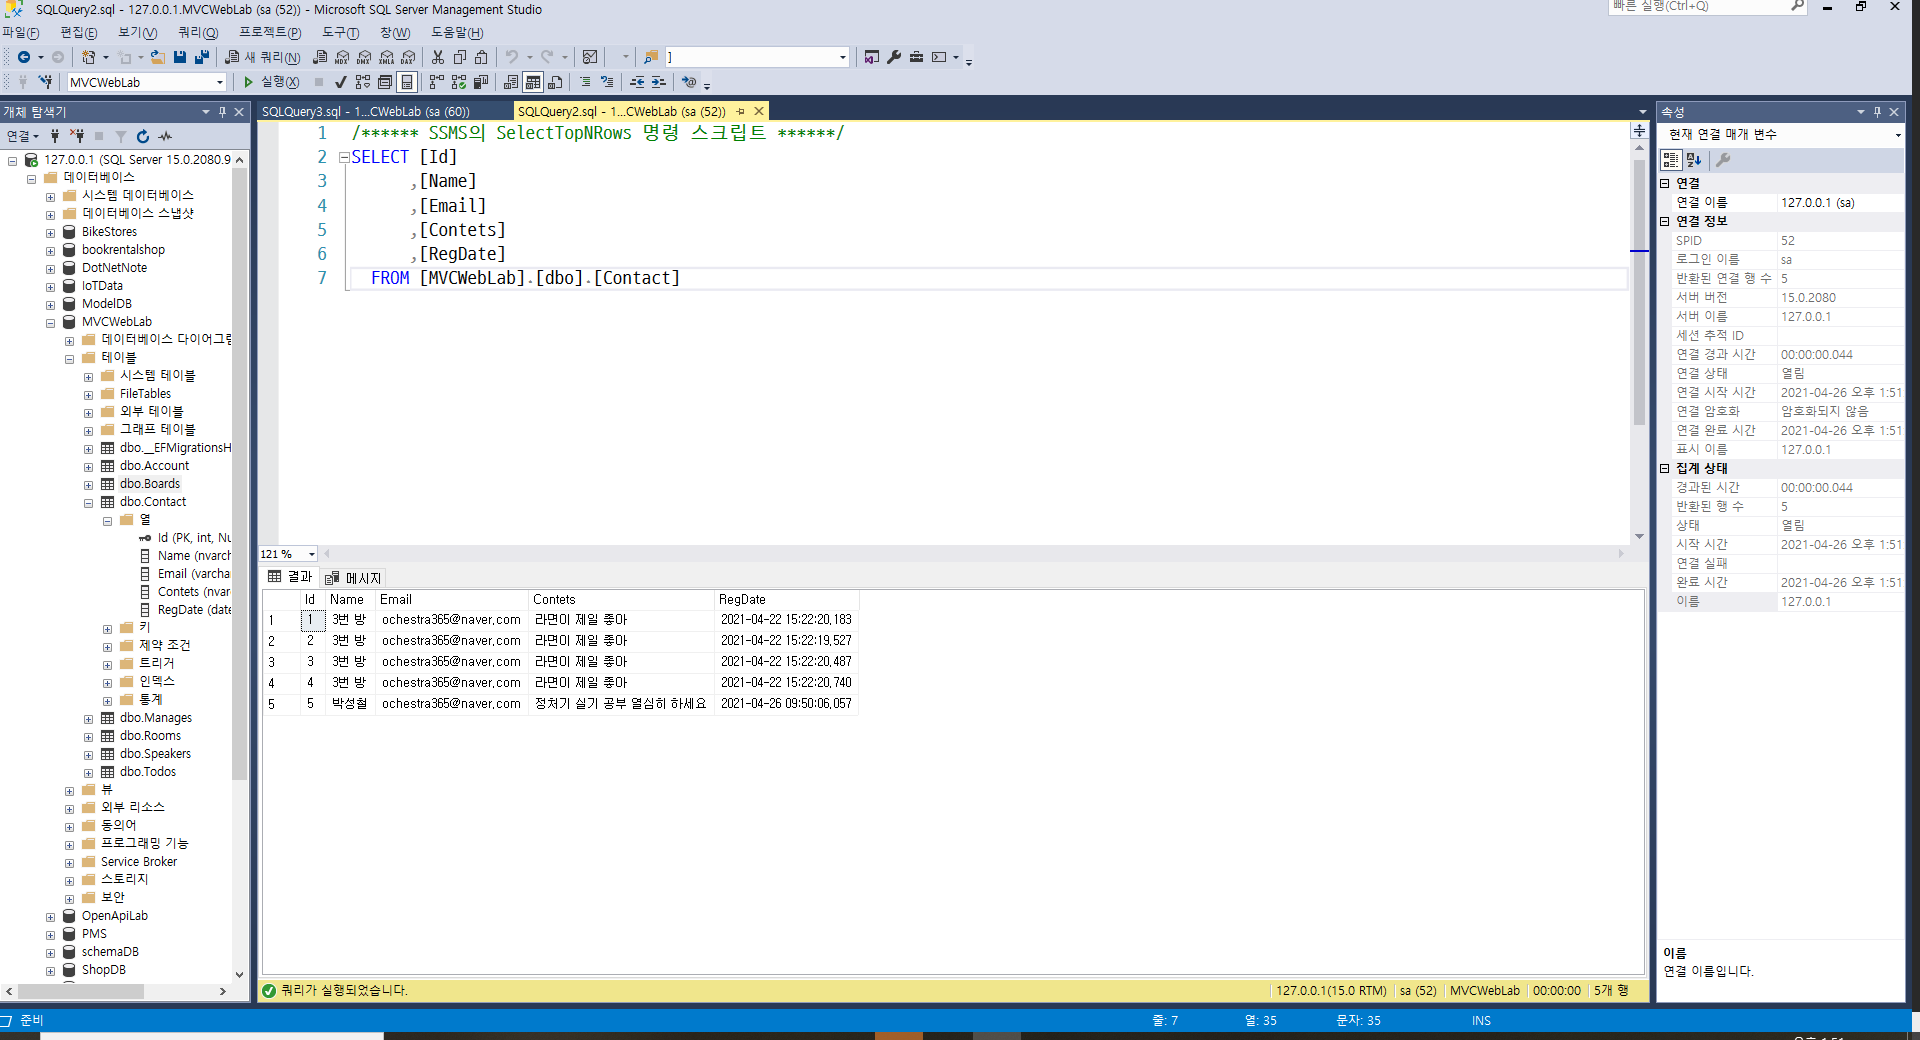 SQLQuery2.sql - 127.0.0.1.MVCWebLab (sa (52)) - Microsoft SQL Server Management Studio
빠른 실행(Ctrl+Q)
파일(F) 편집(E) 보기(V) 쿼리(Q) 프로젝트(P) 도구(T) 창(W) 도움말(H)
새 쿼리(N) MDX DMX XMLA DAX ]
MVCWebLab 실행(X)
개체 탐색기
연결
127.0.0.1 (SQL Server 15.0.2080.9
데이터베이스
시스템 데이터베이스
데이터베이스 스냅샷
BikeStores
bookrentalshop
DotNetNote
IoTData
ModelDB
MVCWebLab
데이터베이스 다이어그램
테이블
시스템 테이블
FileTables
외부 테이블
그래프 테이블
dbo.__EFMigrationsH
dbo.Account
dbo.Boards
dbo.Contact
열
Id (PK, int, Nu
Name (nvarch
Email (varcha
Contets (nvar
RegDate (date
키
제약 조건
트리거
인덱스
통계
dbo.Manages
dbo.Rooms
dbo.Speakers
dbo.Todos
뷰
외부 리소스
동의어
프로그래밍 기능
Service Broker
스토리지
보안
OpenApiLab
PMS
schemaDB
ShopDB
SQLQuery3.sql - 1...CWebLab (sa (60)) SQLQuery2.sql - 1...CWebLab (sa (52))
1 /****** SSMS의 SelectTopNRows 명령 스크립트 ******/
2 SELECT [Id]
3 ,[Name]
4 ,[Email]
5 ,[Contets]
6 ,[RegDate]
7 FROM [MVCWebLab].[dbo].[Contact]
121 %
결과 메시지
Id Name Email Contets RegDate
1 1 3번 방 ochestra365@naver.com 라면이 제일 좋아 2021-04-22 15:22:20.183
2 2 3번 방 ochestra365@naver.com 라면이 제일 좋아 2021-04-22 15:22:19.527
3 3 3번 방 ochestra365@naver.com 라면이 제일 좋아 2021-04-22 15:22:20.487
4 4 3번 방 ochestra365@naver.com 라면이 제일 좋아 2021-04-22 15:22:20.740
5 5 박성철 ochestra365@naver.com 정처기 실기 공부 열심히 하세요 2021-04-26 09:50:06.057
쿼리가 실행되었습니다. 127.0.0.1(15.0 RTM) sa (52) MVCWebLab 00:00:00 5개 행
속성
현재 연결 매개 변수
연결
연결 이름 127.0.0.1 (sa)
연결 정보
SPID 52
로그인 이름 sa
반환된 연결 행 수 5
서버 버전 15.0.2080
서버 이름 127.0.0.1
세션 추적 ID
연결 경과 시간 00:00:00.044
연결 상태 열림
연결 시작 시간 2021-04-26 오후 1:51
연결 암호화 암호화되지 않음
연결 완료 시간 2021-04-26 오후 1:51
표시 이름 127.0.0.1
집계 상태
경과된 시간 00:00:00.044
반환된 행 수 5
상태 열림
시작 시간 2021-04-26 오후 1:51
연결 실패
완료 시간 2021-04-26 오후 1:51
이름 127.0.0.1
이름
연결 이름입니다.
준비 줄: 7 열: 35 문자: 35 INS